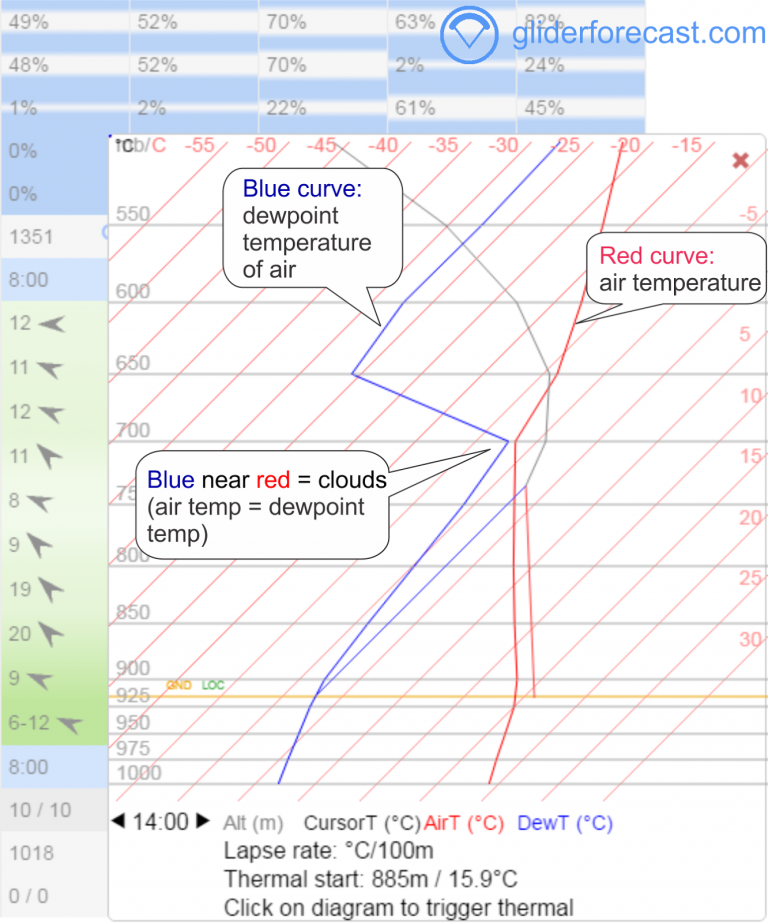 49% 52% 70% 63% 82%
gliderforecast.com
48% 52% 70% 2% 24%
1% 2% 22% 61% 45%
0%
mb/C -55 -50 -45 -40 -35 -30 -25 -20 -15
0%
Blue curve:
dewpoint
temperature
of air
550
-5
1351
Red curve:
air temperature
8:00
600
12
5
11
650
10
12
700
15
11
Blue near red = clouds
(air temp = dewpoint
temp)
8
20
9
800
25
19
850
30
20
900
9
GND LOC
925
6-12
950
975
8:00
1000
10 / 10
14:00 Alt (m) CursorT (°C) AirT (°C) DewT (°C)
1018
Lapse rate: °C/100m
Thermal start: 885m / 15.9°C
0 / 0
Click on diagram to trigger thermal